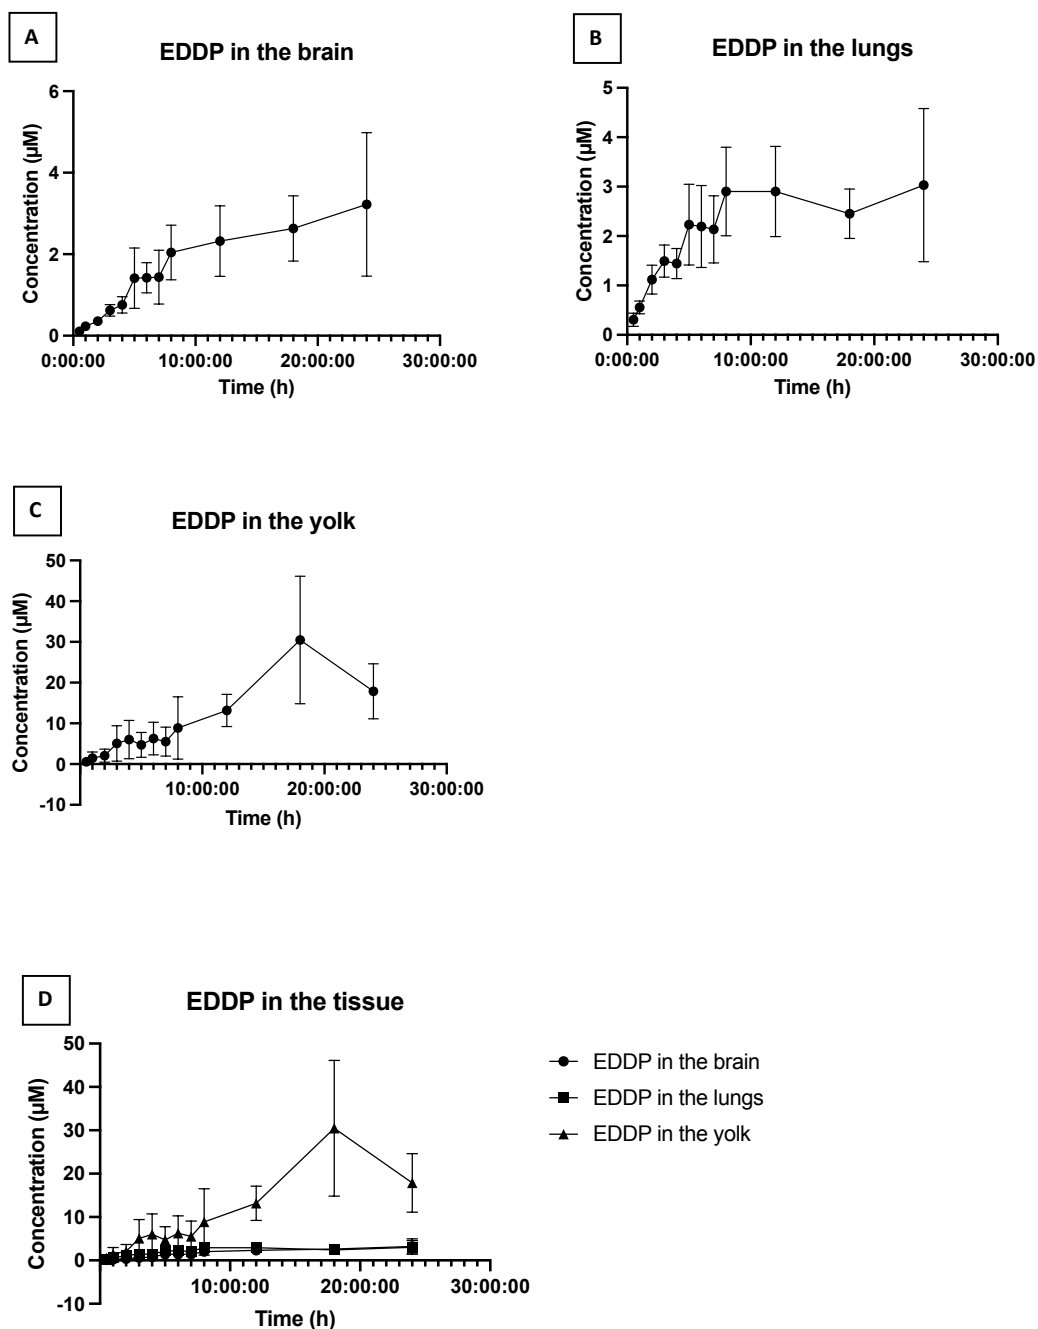 A
EDDP in the brain
6
4
2
0
Concentration (µM)
0:00:00 10:00:00 20:00:00 30:00:00
Time (h)
B
EDDP in the lungs
5
4
3
2
1
0
Concentration (µM)
0:00:00 10:00:00 20:00:00 30:00:00
Time (h)
C
EDDP in the yolk
50
40
30
20
10
0
-10
Concentration (µM)
10:00:00 20:00:00 30:00:00
Time (h)
D
EDDP in the tissue
50
40
30
20
10
0
-10
Concentration (µM)
10:00:00 20:00:00 30:00:00
Time (h)
EDDP in the brain
EDDP in the lungs
EDDP in the yolk